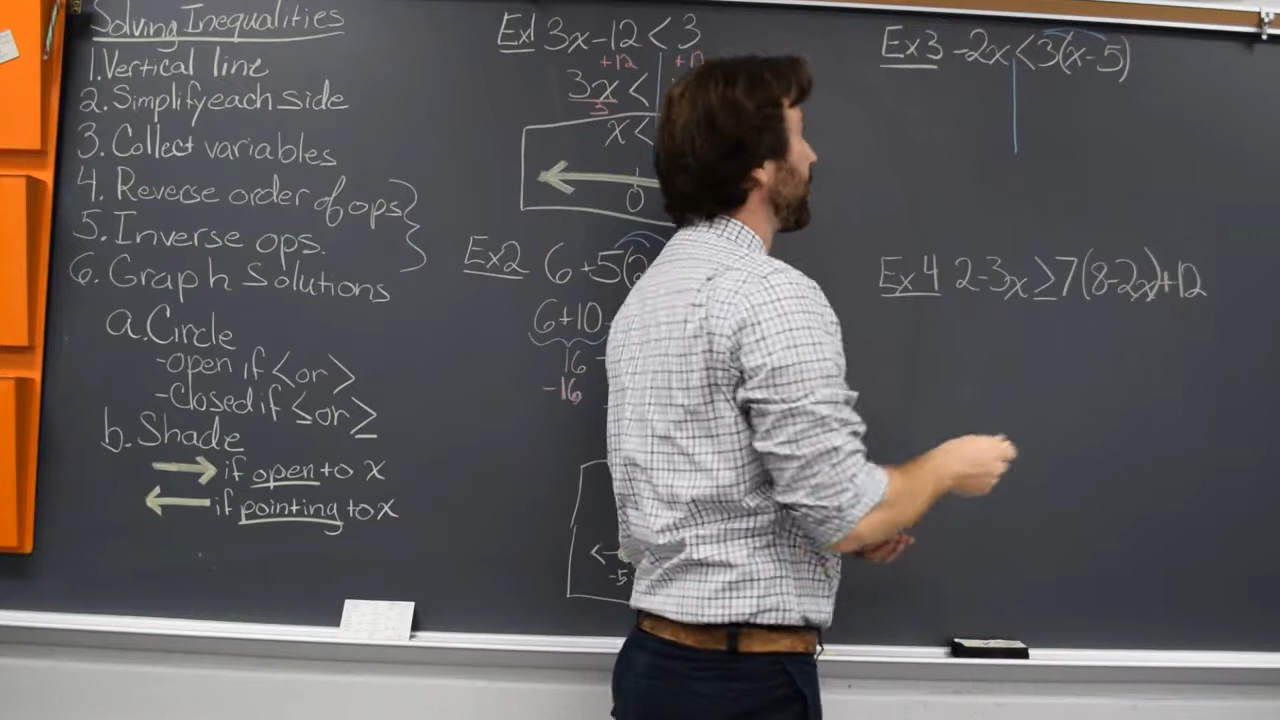 Solving Inequalities
1. Vertical line
2. Simplify each side
3. Collect variables
4. Reverse order of ops
5. Inverse ops.
6. Graph Solutions
a. Circle
-open if < or >
-Closed if ≤ or ≥
b. Shade
→ if open to x
← if pointing to x
Ex1 3x-12 < 3
+12 +12
3x <
3
x <
0
Ex2 6+5(
6+10
16
-16
-5
Ex3 -2x < 3(x-5)
Ex4 2-3x ≥ 7(8-2x)+12